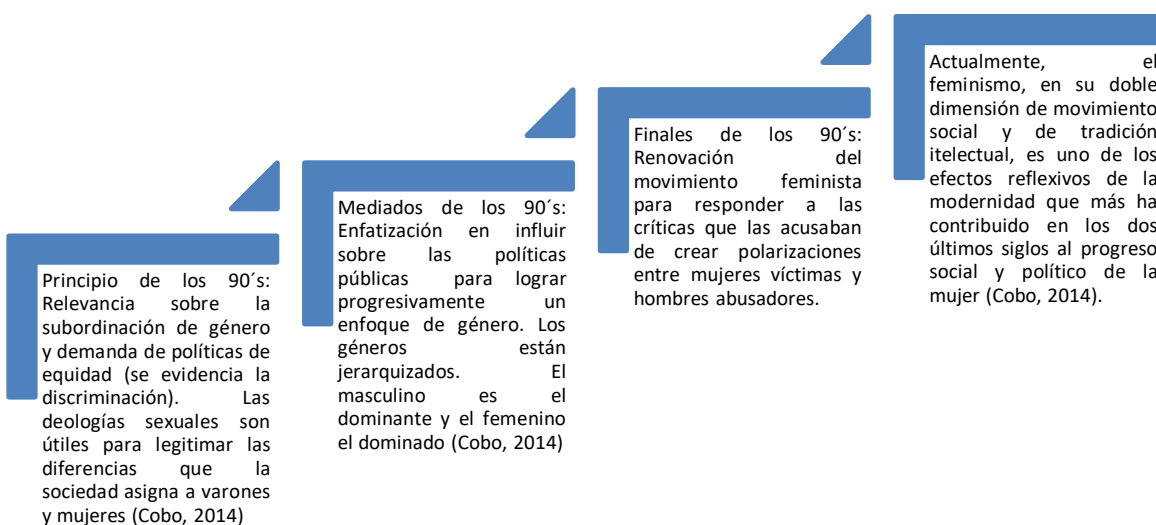 Principio de los 90´s:
Relevancia sobre la
subordinación de género
y demanda de políticas de
equidad (se evidencia la
discriminación). Las
deologías sexuales son
útiles para legitimar las
diferencias que la
sociedad asigna a varones
y mujeres (Cobo, 2014)
Mediados de los 90´s:
Enfatización en influir
sobre las políticas
públicas para lograr
progresivamente un
enfoque de género. Los
géneros están
jerarquizados. El
masculino es el
dominante y el femenino
el dominado (Cobo, 2014)
Finales de los 90´s:
Renovación del
movimiento feminista
para responder a las
críticas que las acusaban
de crear polarizaciones
entre mujeres víctimas y
hombres abusadores.
Actualmente, el
feminismo, en su doble
dimensión de movimiento
social y de tradición
itelectual, es uno de los
efectos reflexivos de la
modernidad que más ha
contribuido en los dos
últimos siglos al progreso
social y político de la
mujer (Cobo, 2014).